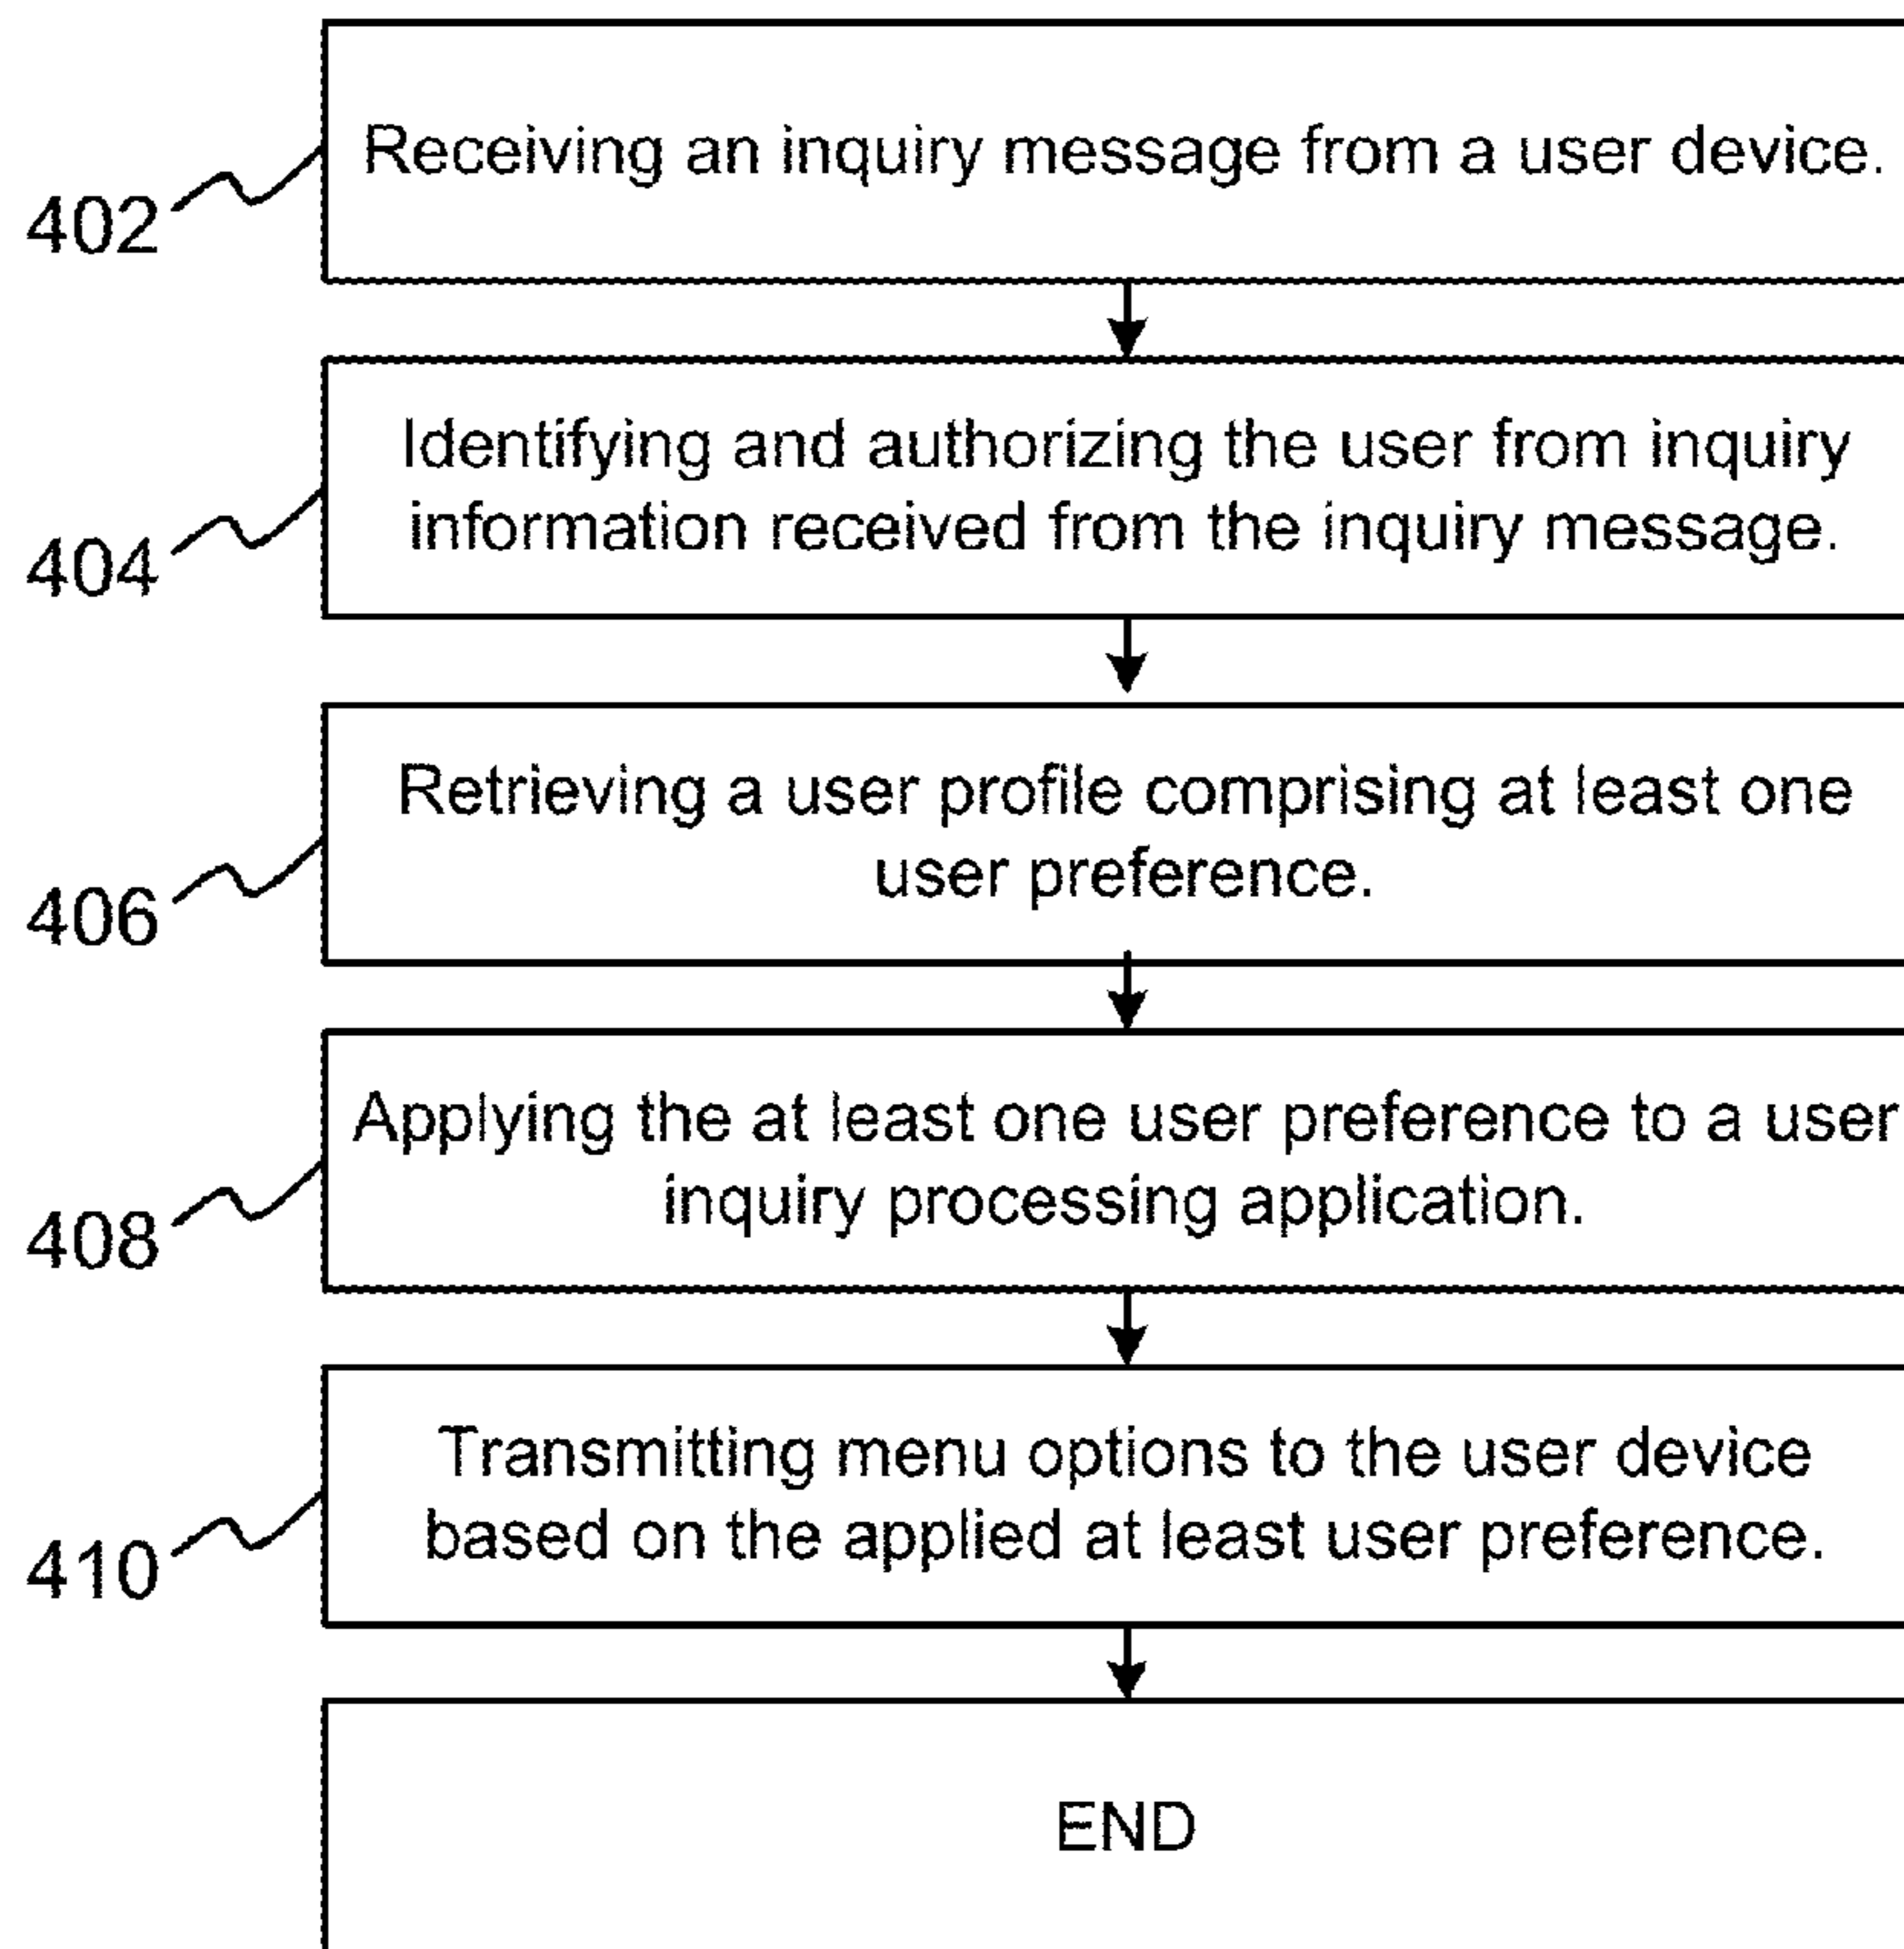 Receiving an inquiry message from a user device.
402
Identifying and authorizing the user from inquiry
information received from the inquiry message.
404
Retrieving a user profile comprising at least one
user preference.
406
Applying the at least one user preference to a user
inquiry processing application.
408
Transmitting menu options to the user device
based on the applied at least user preference.
410
END